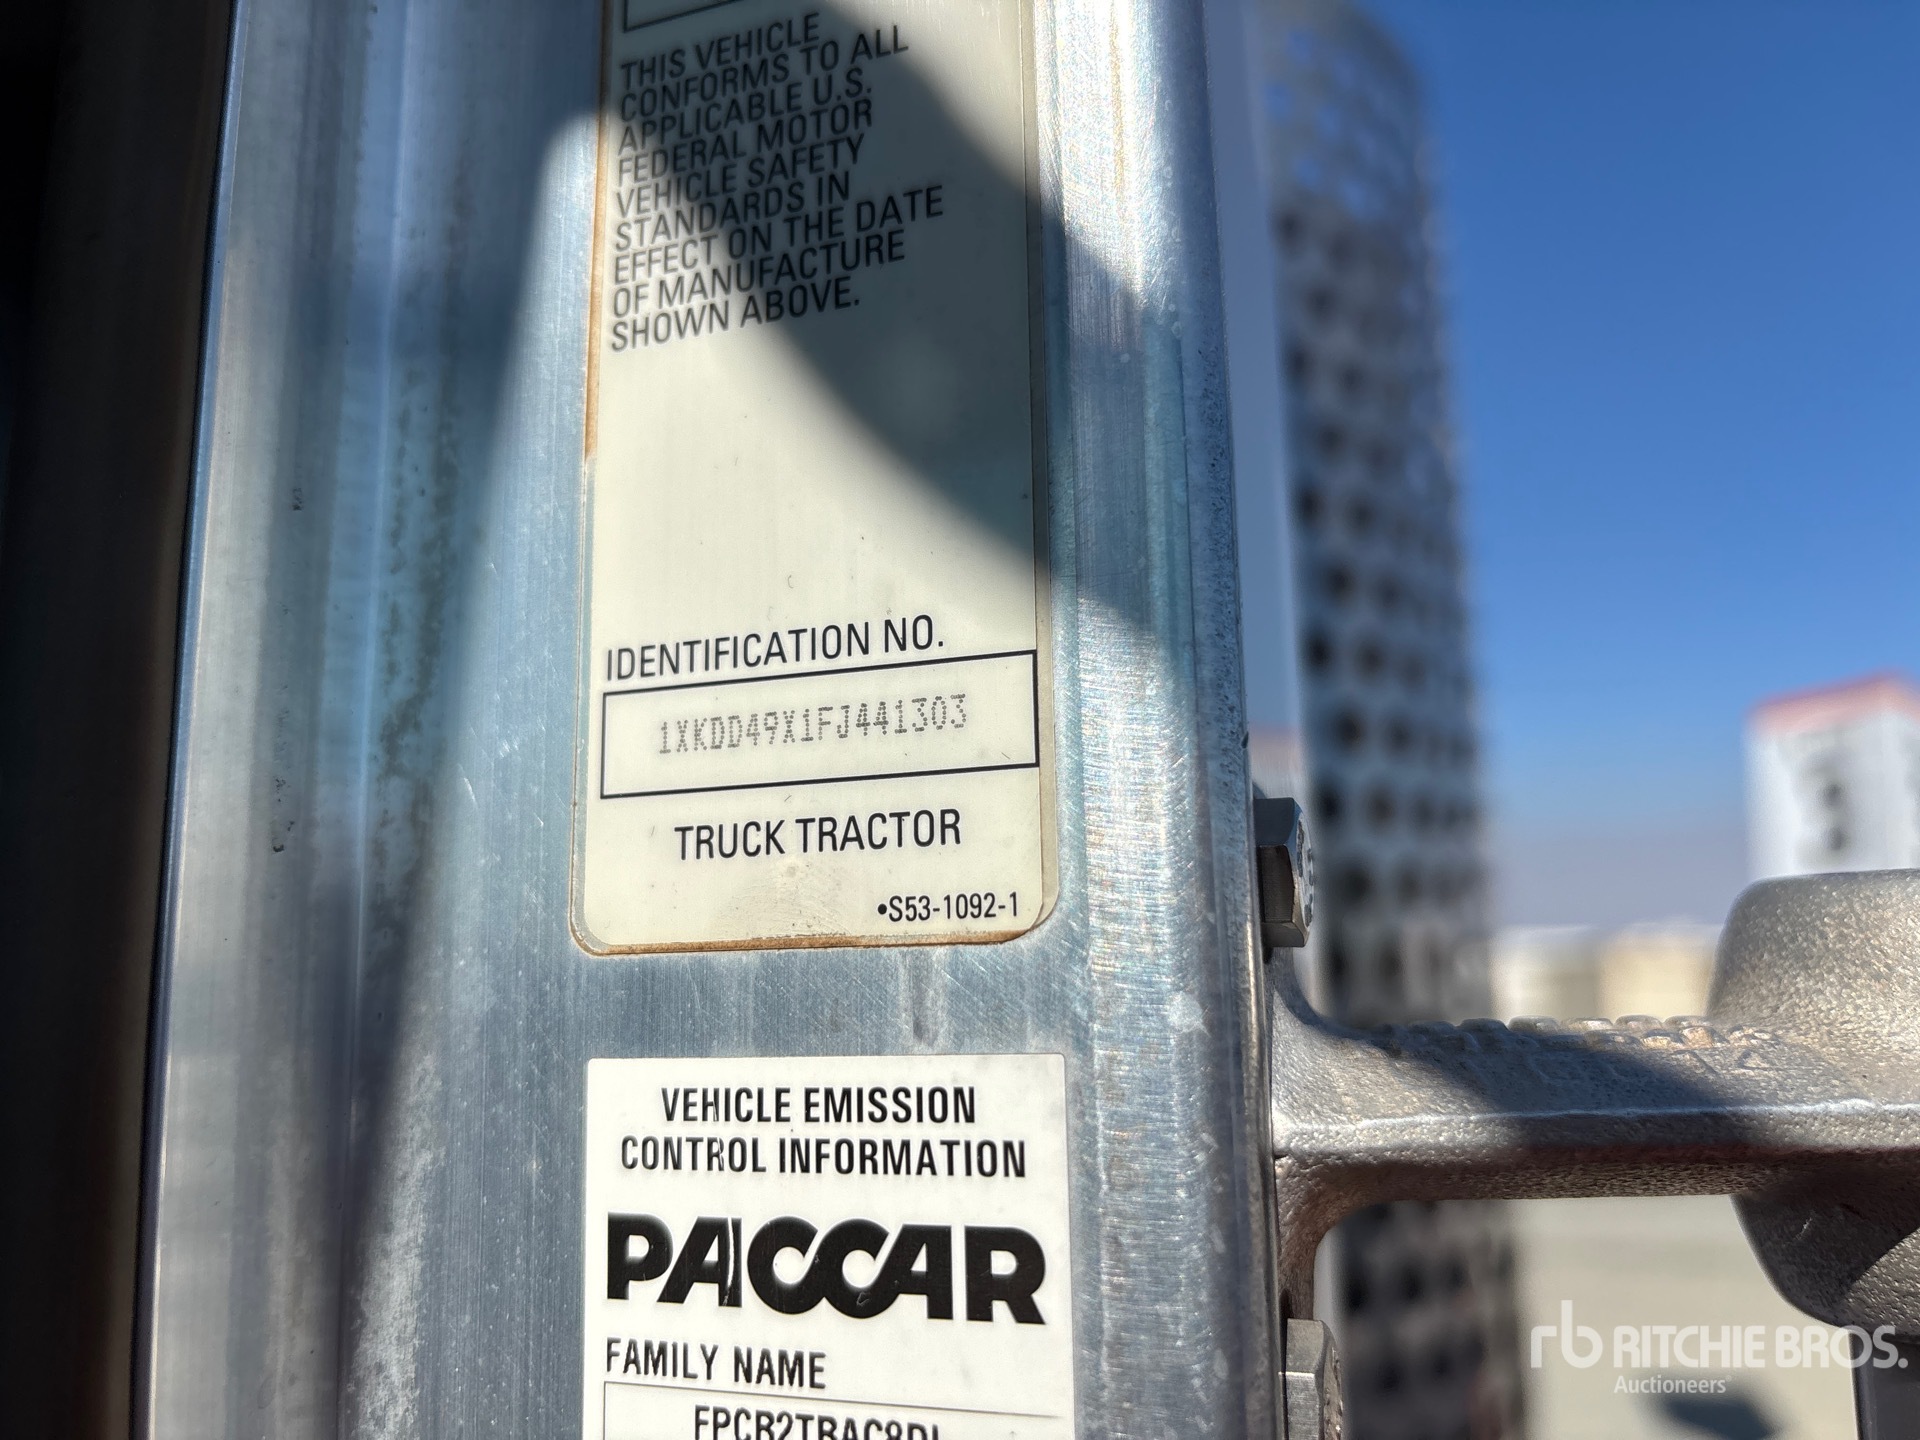 THIS VEHICLE
CONFORMS TO ALL
APPLICABLE U.S.
FEDERAL MOTOR
VEHICLE SAFETY
STANDARDS IN
EFFECT ON THE DATE
OF MANUFACTURE
SHOWN ABOVE.
IDENTIFICATION NO.
1XKDD49X1FJ441303
TRUCK TRACTOR
•S53-1092-1
VEHICLE EMISSION
CONTROL INFORMATION
PACCAR
FAMILY NAME
rb RITCHIE BROS.
Auctioneers